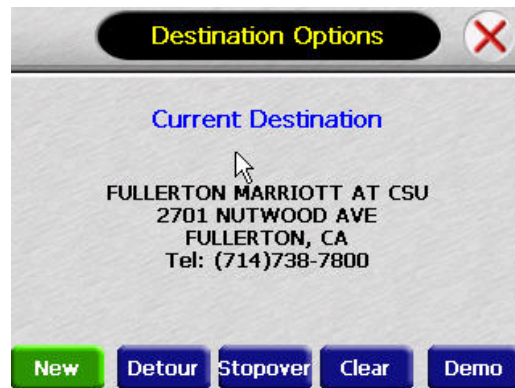 Destination Options
Current Destination
FULLERTON MARRIOTT AT CSU
2701 NUTWOOD AVE
FULLERTON, CA
Tel: (714)738-7800
New Detour Stopover Clear Demo